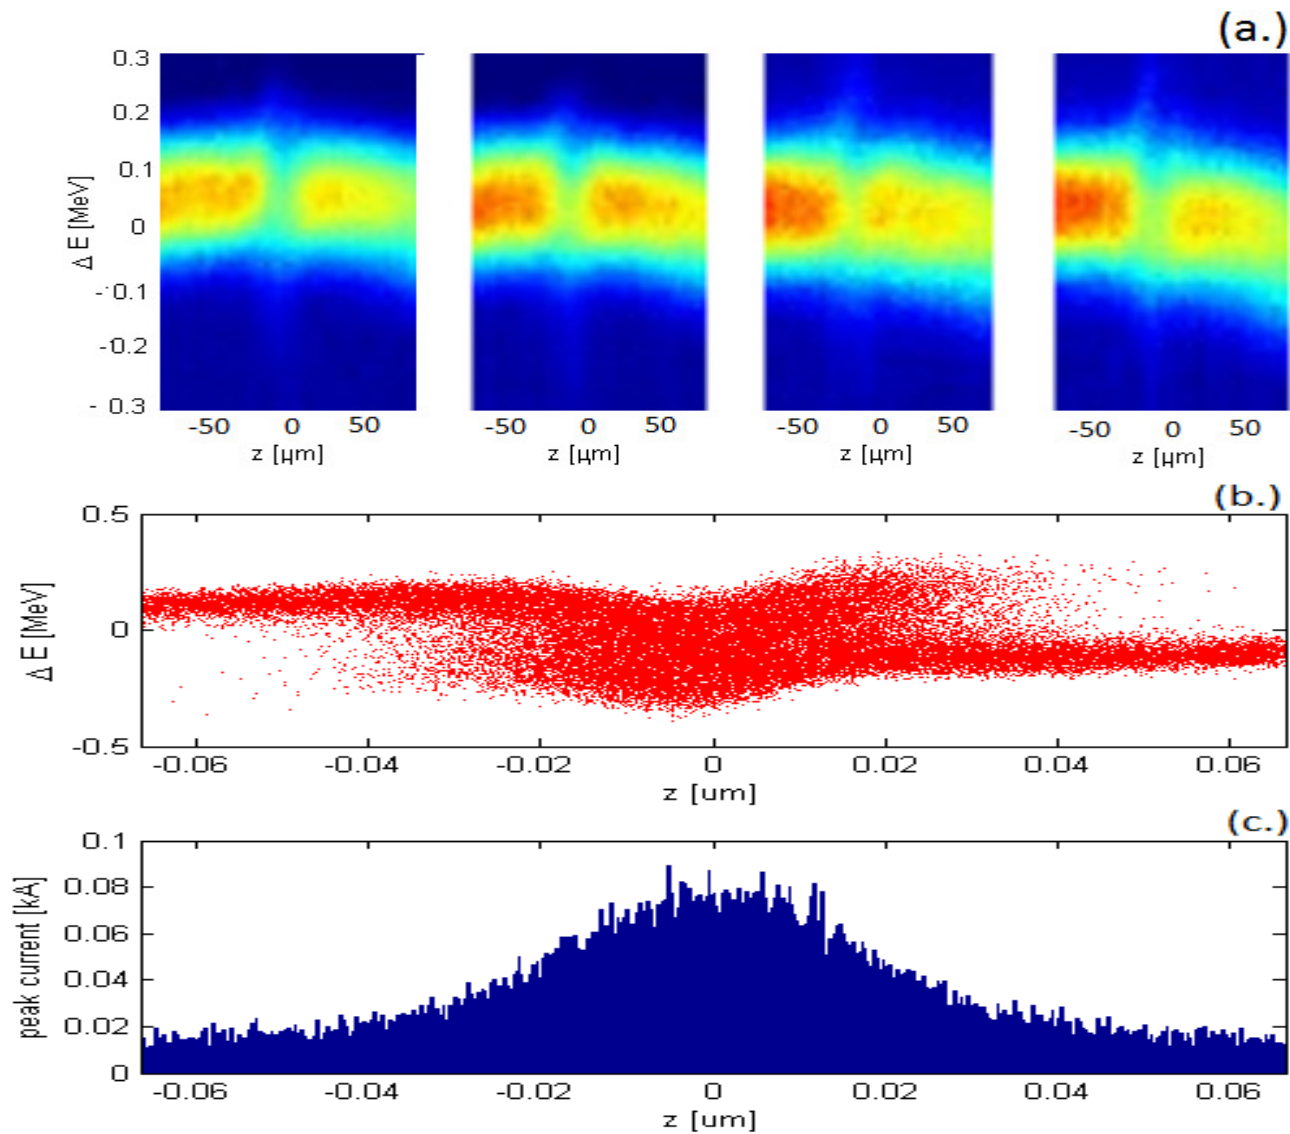 (a.)
0.3
0.2
0.1
0
-0.1
-0.2
- 0.3
Δ E [MeV]
-50 0 50 -50 0 50 -50 0 50 -50 0 50
z [μm] z [μm] z [μm] z [μm]
(b.)
0.5
0
-0.5
Δ E [MeV]
-0.06 -0.04 -0.02 0 0.02 0.04 0.06
z [um]
(c.)
0.1
0.08
0.06
0.04
0.02
0
peak current [kA]
-0.06 -0.04 -0.02 0 0.02 0.04 0.06
z [um]